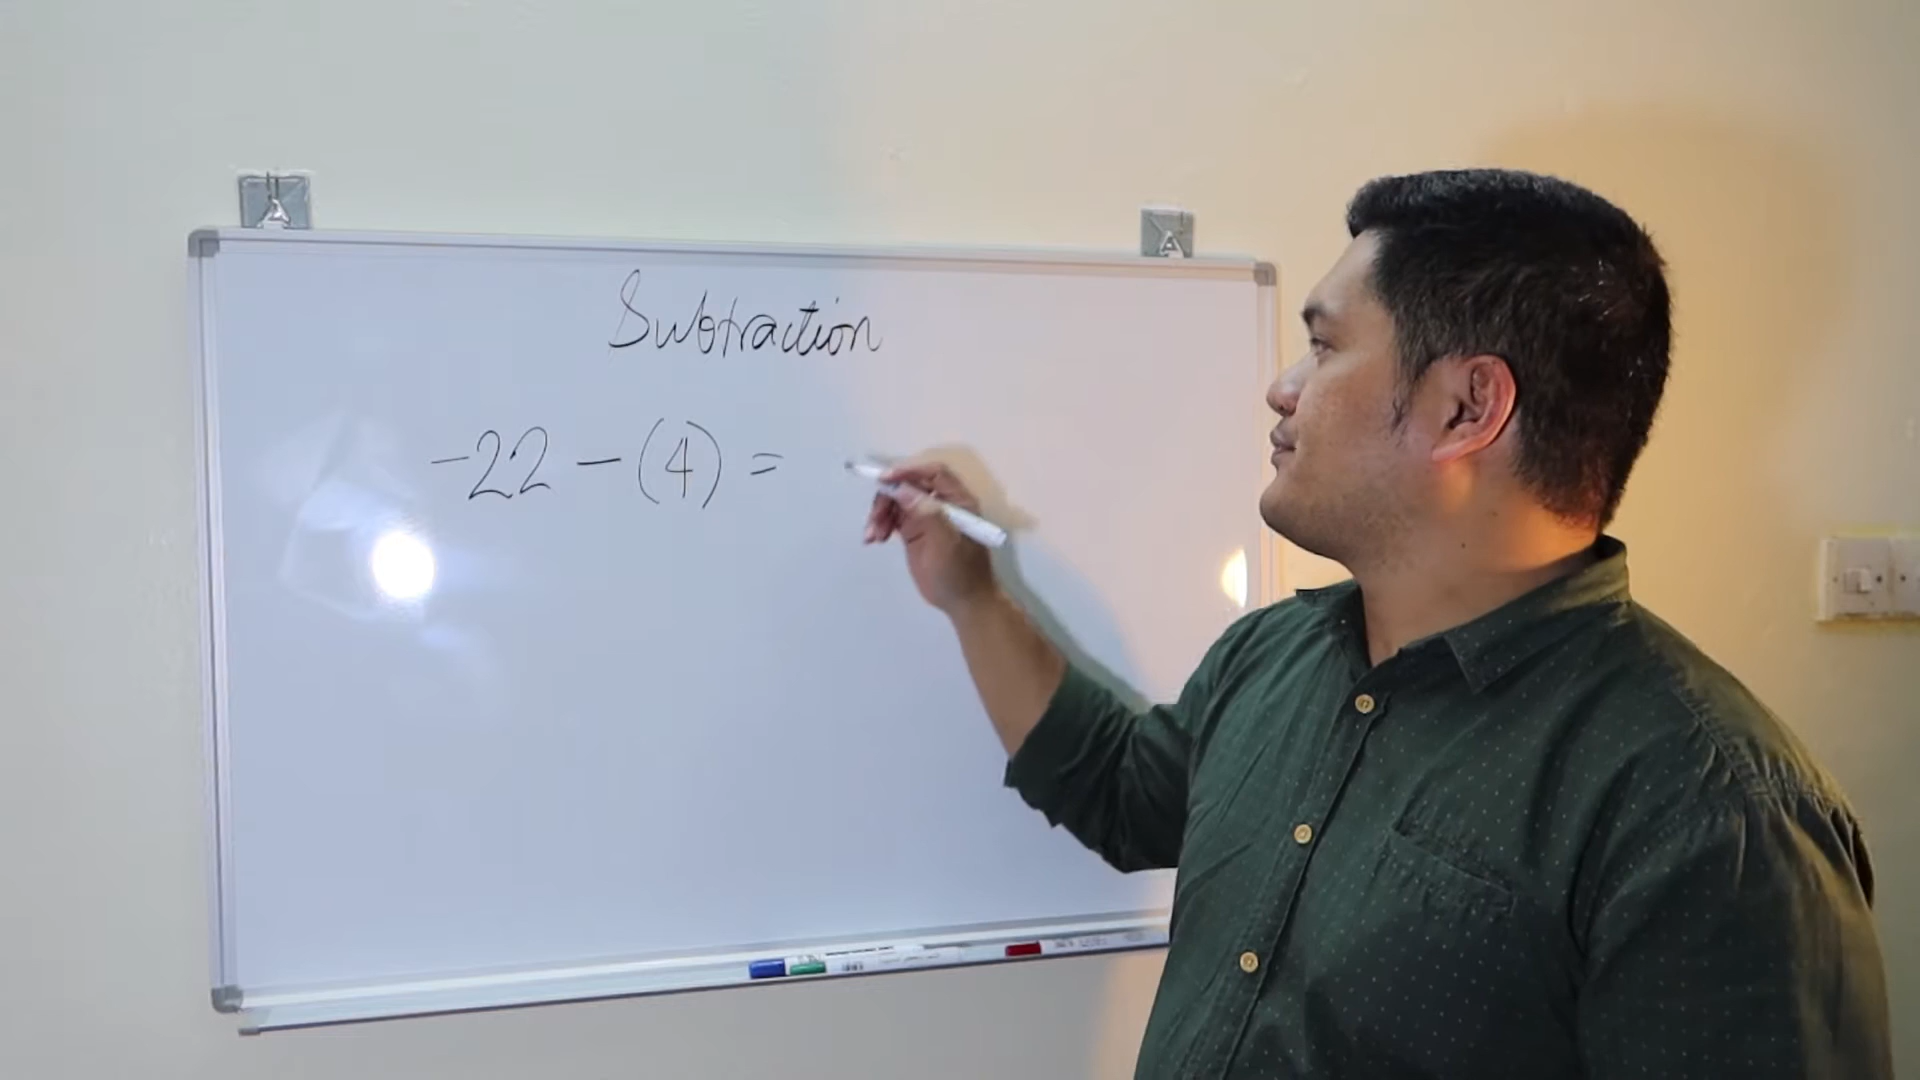 Subtraction
-22 - (4) =